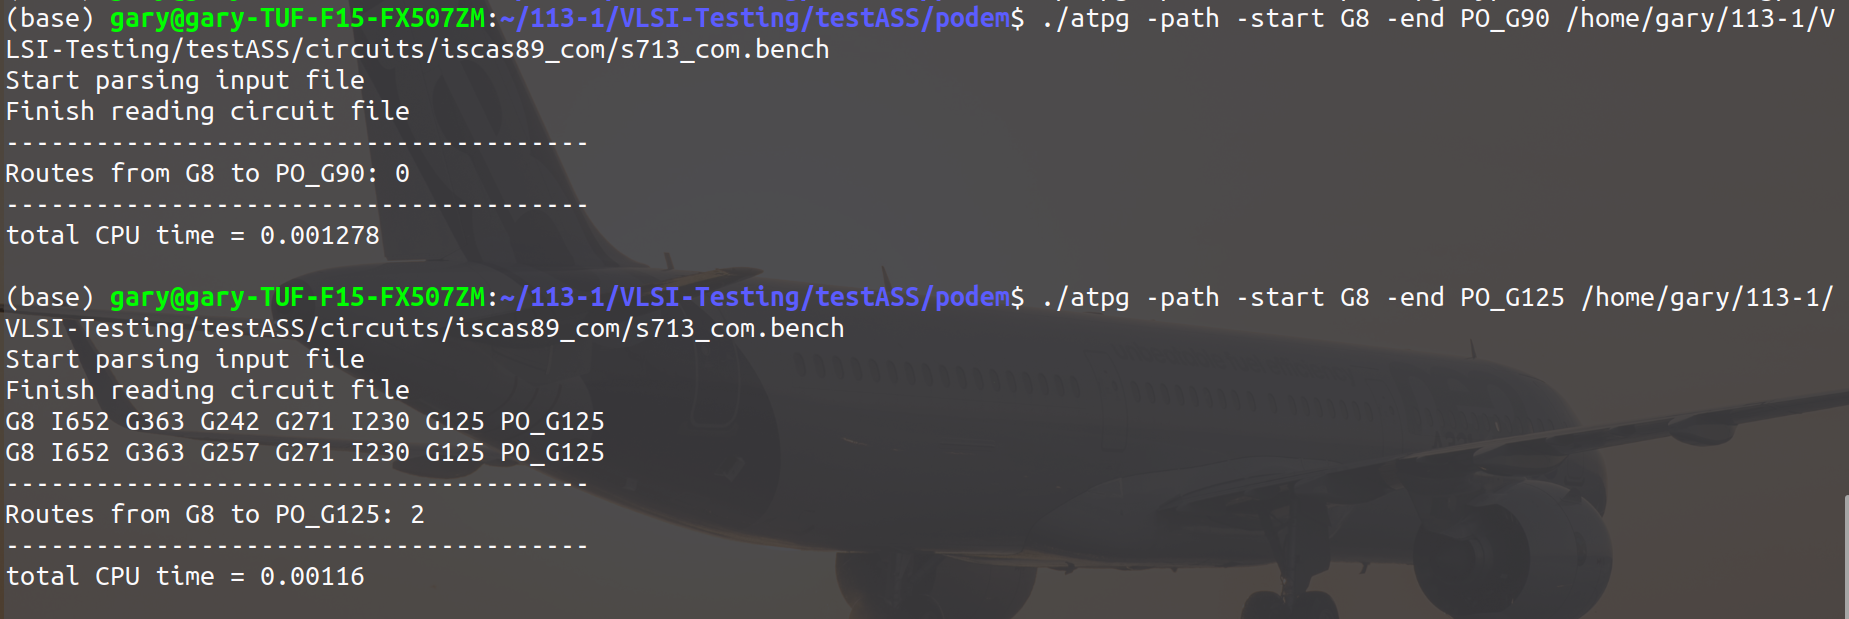 (base) gary@gary-TUF-F15-FX507ZM:~/113-1/VLSI-Testing/testASS/podem$ ./atpg -path -start G8 -end PO_G90 /home/gary/113-1/V
LSI-Testing/testASS/circuits/iscas89_com/s713_com.bench
Start parsing input file
Finish reading circuit file
---------------------------------------
Routes from G8 to PO_G90: 0
---------------------------------------
total CPU time = 0.001278
(base) gary@gary-TUF-F15-FX507ZM:~/113-1/VLSI-Testing/testASS/podem$ ./atpg -path -start G8 -end PO_G125 /home/gary/113-1/
VLSI-Testing/testASS/circuits/iscas89_com/s713_com.bench
Start parsing input file
Finish reading circuit file
G8 I652 G363 G242 G271 I230 G125 PO_G125
G8 I652 G363 G257 G271 I230 G125 PO_G125
---------------------------------------
Routes from G8 to PO_G125: 2
---------------------------------------
total CPU time = 0.00116